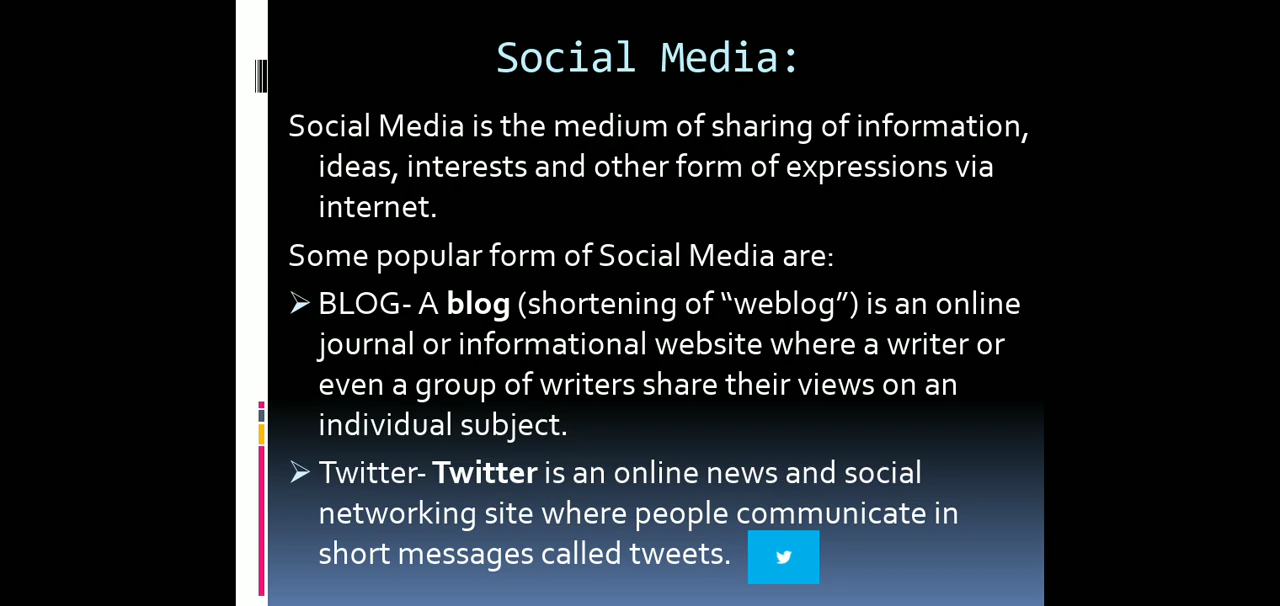 Social Media:
Social Media is the medium of sharing of information,
ideas, interests and other form of expressions via
internet.
Some popular form of Social Media are:
BLOG- A blog (shortening of “weblog”) is an online
journal or informational website where a writer or
even a group of writers share their views on an
individual subject.
Twitter- Twitter is an online news and social
networking site where people communicate in
short messages called tweets.